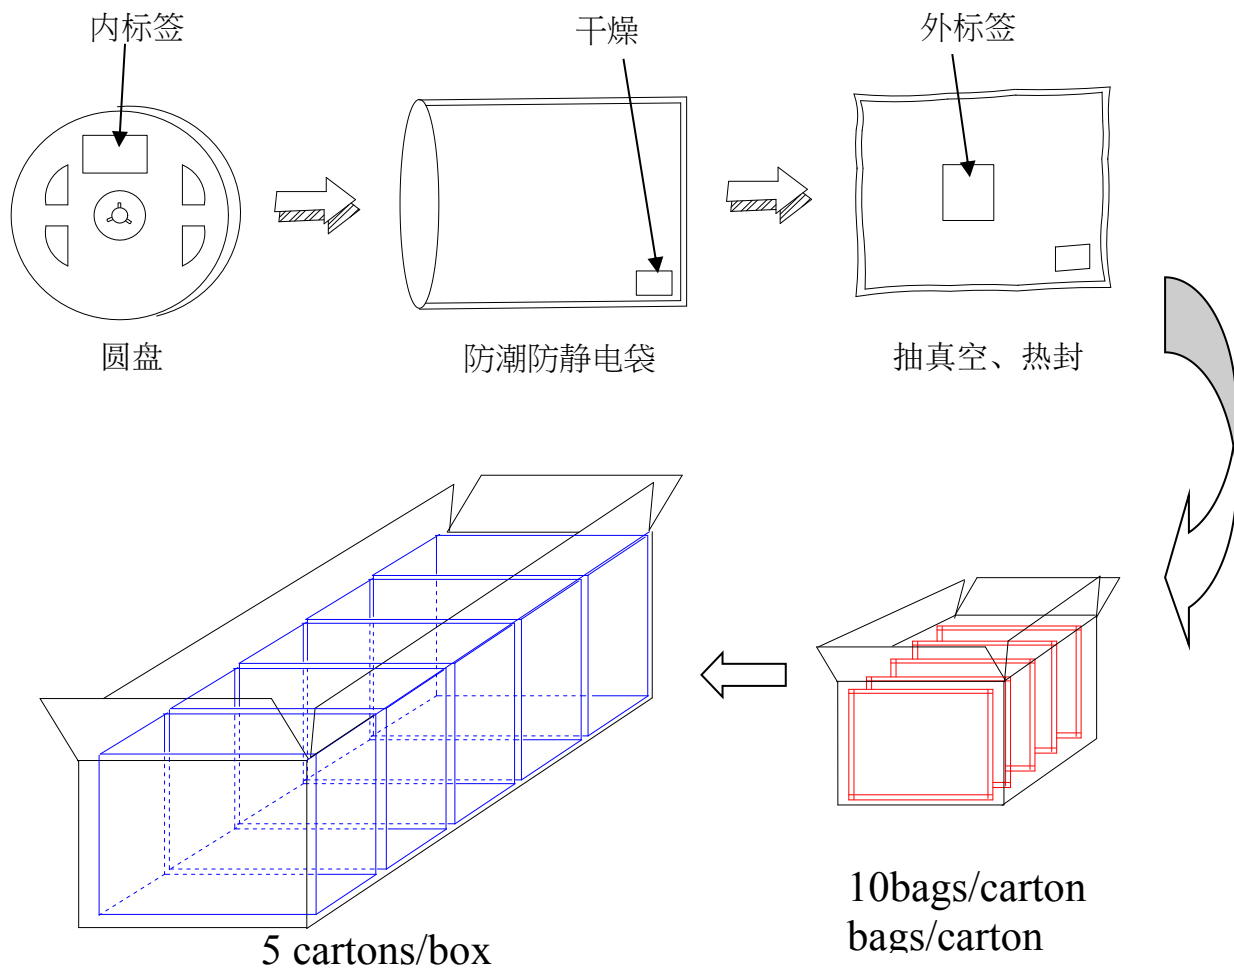 内标签
干燥
外标签
圆盘
防潮防静电袋
抽真空、热封
10bags/carton
bags/carton
5 cartons/box